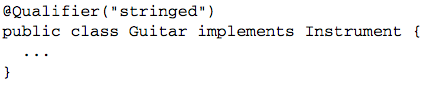 @Qualifier("stringed")
public class Guitar implements Instrument {
  ...
}